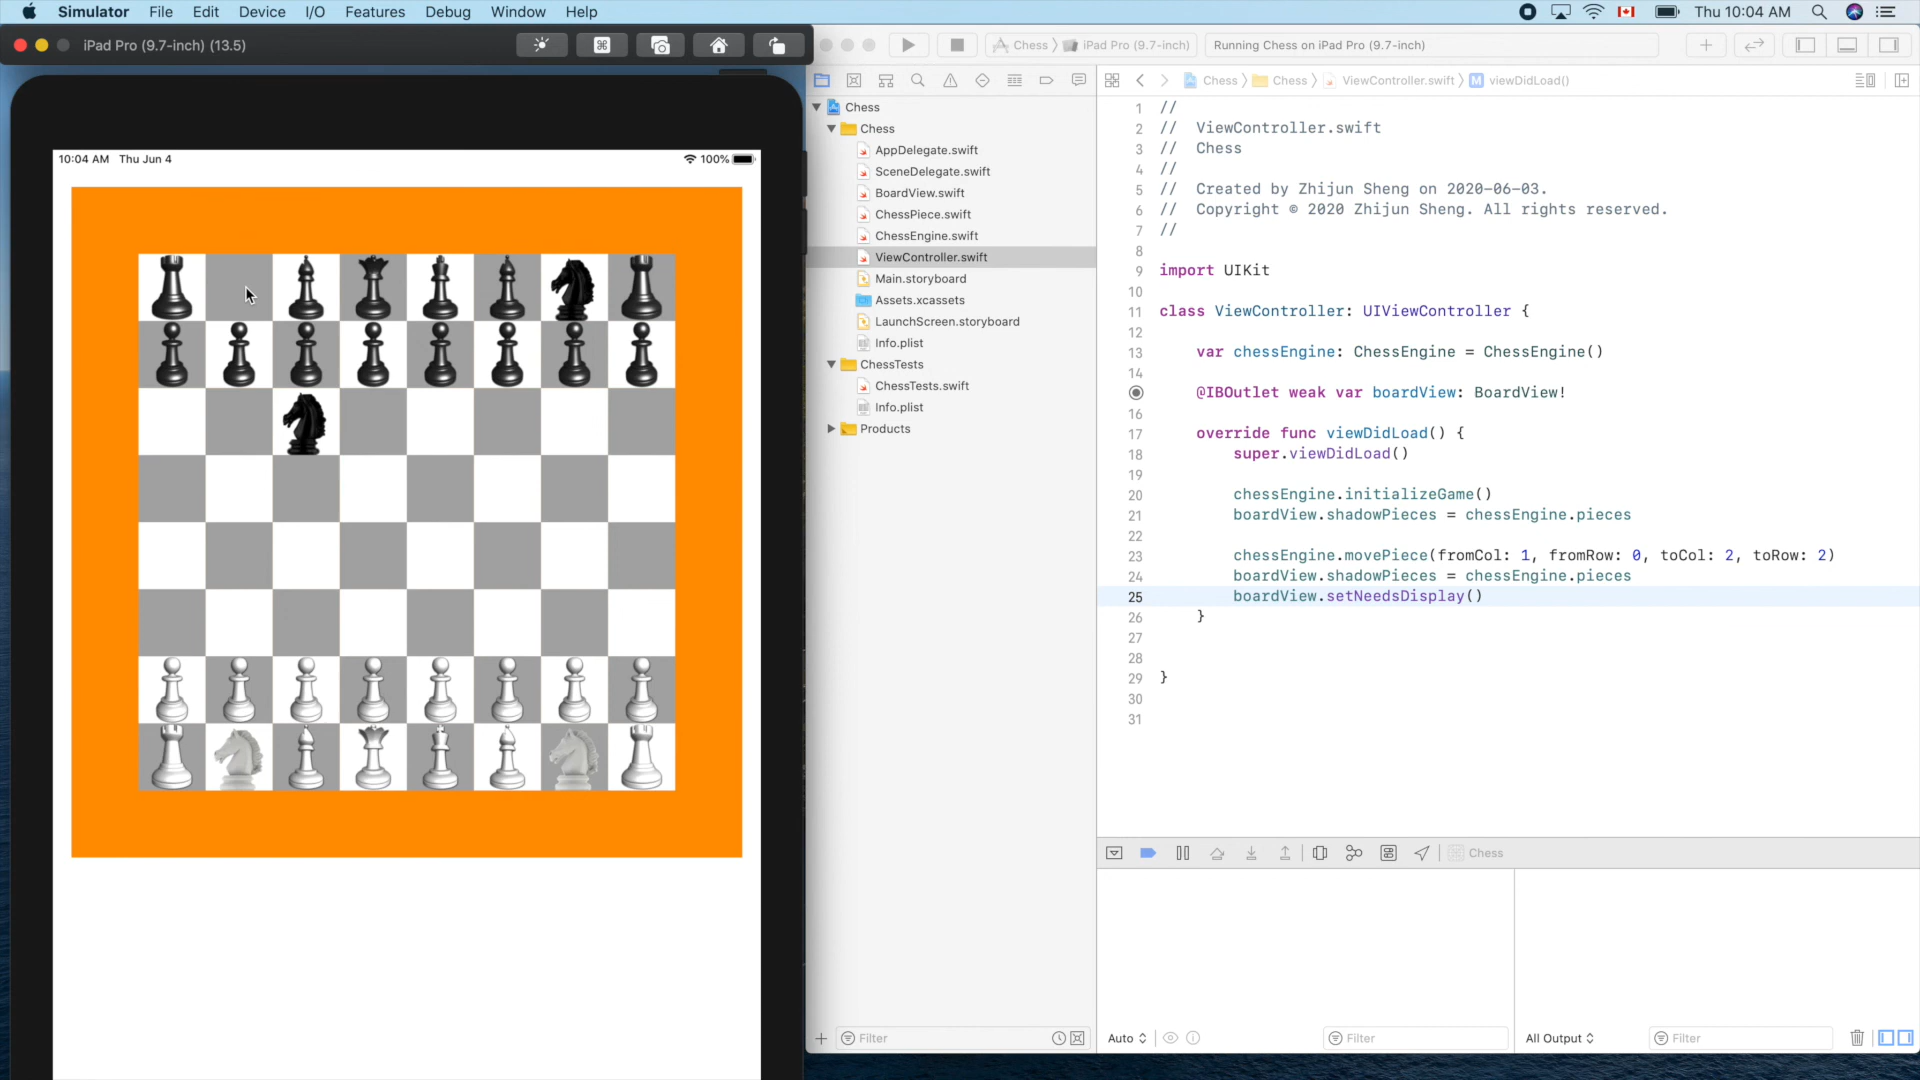 Simulator File Edit Device I/O Features Debug Window Help Thu 10:04 AM
iPad Pro (9.7-inch) (13.5)
Chess iPad Pro (9.7-inch) Running Chess on iPad Pro (9.7-inch)
10:04 AM Thu Jun 4 100%
Chess
Chess
AppDelegate.swift
SceneDelegate.swift
BoardView.swift
ChessPiece.swift
ChessEngine.swift
ViewController.swift
Main.storyboard
Assets.xcassets
LaunchScreen.storyboard
Info.plist
ChessTests
ChessTests.swift
Info.plist
Products
Filter
Chess Chess ViewController.swift M viewDidLoad()
1 //
2 // ViewController.swift
3 // Chess
4 //
5 // Created by Zhijun Sheng on 2020-06-03.
6 // Copyright © 2020 Zhijun Sheng. All rights reserved.
7 //
8
9 import UIKit
10
11 class ViewController: UIViewController {
12
13 var chessEngine: ChessEngine = ChessEngine()
14
@IBOutlet weak var boardView: BoardView!
16
17 override func viewDidLoad() {
18 super.viewDidLoad()
19
20 chessEngine.initializeGame()
21 boardView.shadowPieces = chessEngine.pieces
22
23 chessEngine.movePiece(fromCol: 1, fromRow: 0, toCol: 2, toRow: 2)
24 boardView.shadowPieces = chessEngine.pieces
25 boardView.setNeedsDisplay()
26 }
27
28
29 }
30
31
Chess
Auto Filter All Output Filter